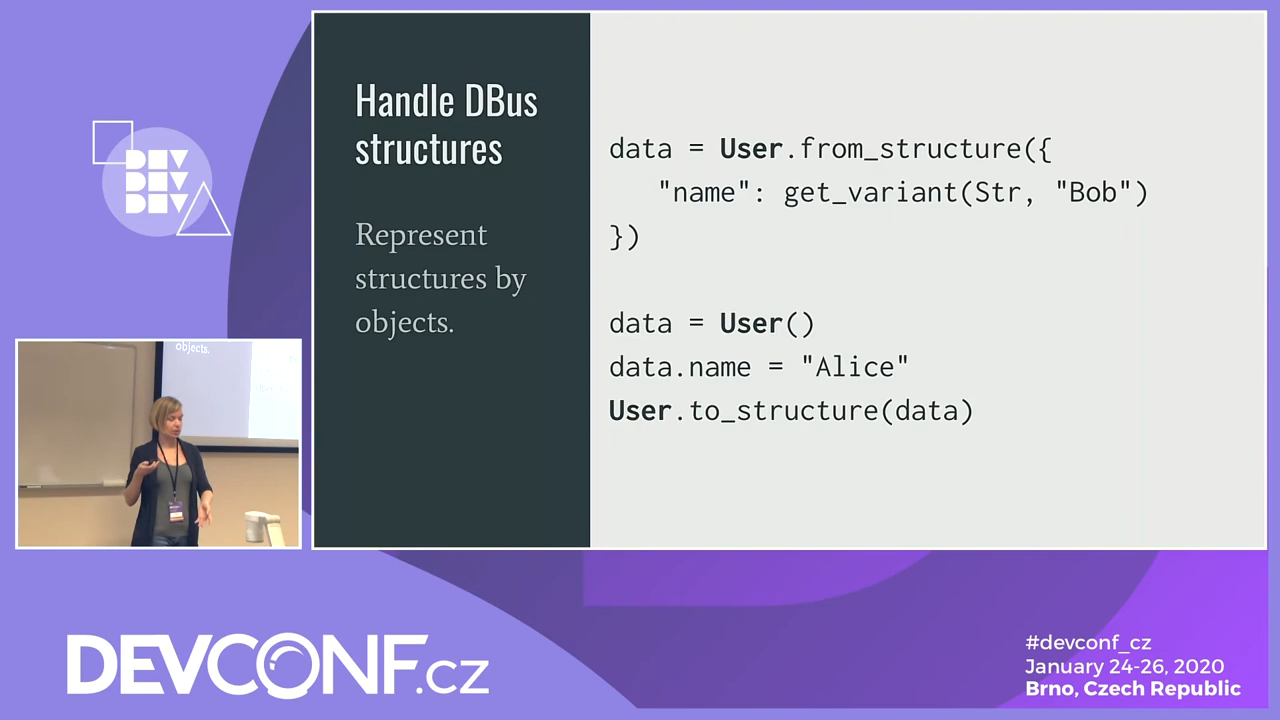 DEV
DEV
DEV
Handle DBus
structures
Represent
structures by
objects.
data = User.from_structure({
"name": get_variant(Str, "Bob")
})
data = User()
data.name = "Alice"
User.to_structure(data)
objects.
DEVCONF.cz
#devconf_cz
January 24-26, 2020
Brno, Czech Republic